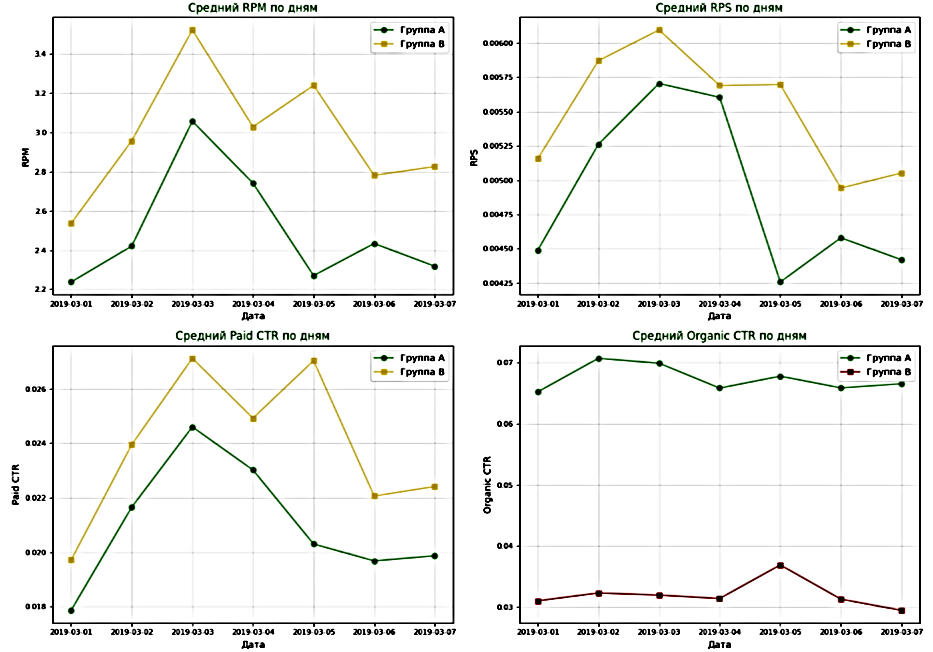 Средний RPM по дням
Группа A
Группа B
3.4
3.2
3.0
2.8
2.6
2.4
2.2
RPM
2019-03-01 2019-03-02 2019-03-03 2019-03-04 2019-03-05 2019-03-06 2019-03-07
Дата
Средний RPS по дням
Группа A
Группа B
0.00600
0.00575
0.00550
0.00525
0.00500
0.00475
0.00450
0.00425
RPS
2019-03-01 2019-03-02 2019-03-03 2019-03-04 2019-03-05 2019-03-06 2019-03-07
Дата
Средний Paid CTR по дням
Группа A
Группа B
0.026
0.024
0.022
0.020
0.018
Paid CTR
2019-03-01 2019-03-02 2019-03-03 2019-03-04 2019-03-05 2019-03-06 2019-03-07
Дата
Средний Organic CTR по дням
Группа A
Группа B
0.07
0.06
0.05
0.04
0.03
Organic CTR
2019-03-01 2019-03-02 2019-03-03 2019-03-04 2019-03-05 2019-03-06 2019-03-07
Дата